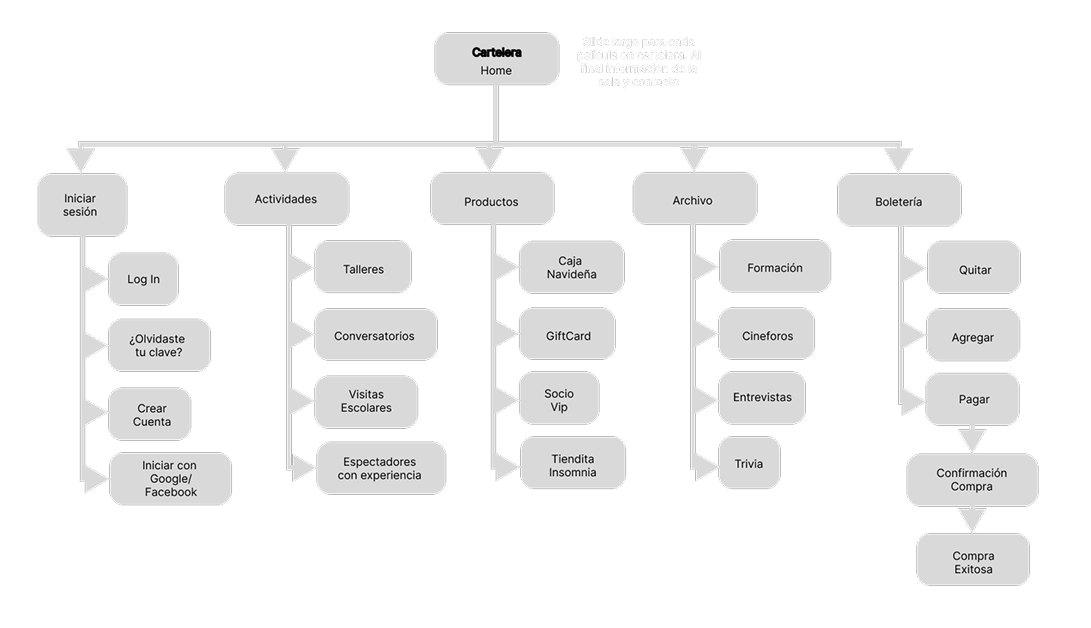 Cartelera
Home
Slide largo para cada
película en cartelera. Al
final información de la
sala y contacto
Iniciar
sesión
Log In
¿Olvidaste
tu clave?
Crear
Cuenta
Iniciar con
Google/
Facebook
Actividades
Talleres
Conversatorios
Visitas
Escolares
Espectadores
con experiencia
Productos
Caja
Navideña
GiftCard
Socio
Vip
Tiendita
Insomnia
Archivo
Formación
Cineforos
Entrevistas
Trivia
Boletería
Quitar
Agregar
Pagar
Confirmación
Compra
Compra
Exitosa